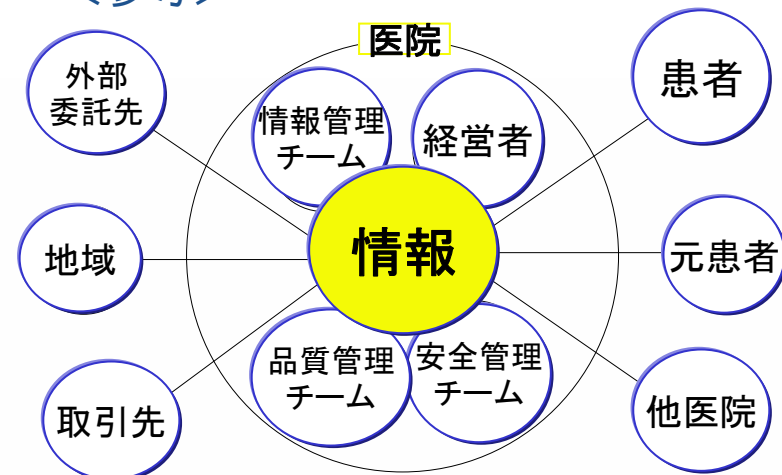 医院
外部
委託先
情報管理
チーム
経営者
患者
地域
情報
元患者
品質管理
チーム
安全管理
チーム
取引先
他医院